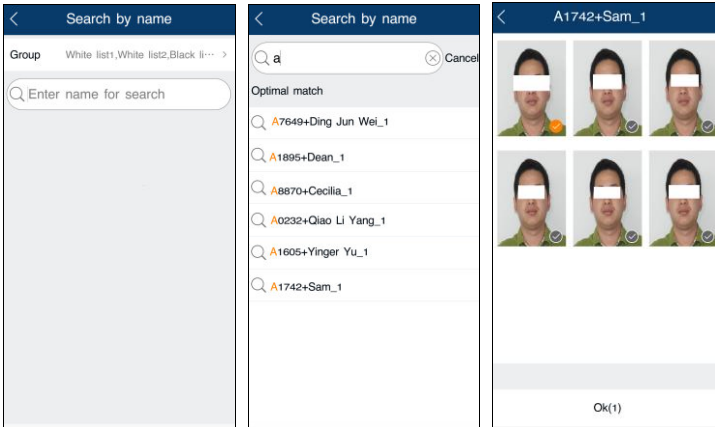 Search by name
Group White list1,White list2,Black li···
Enter name for search
Search by name
a Cancel
Optimal match
A7649+Ding Jun Wei_1
A1895+Dean_1
A8870+Cecilia_1
A0232+Qiao Li Yang_1
A1605+Yinger Yu_1
A1742+Sam_1
A1742+Sam_1
Ok(1)